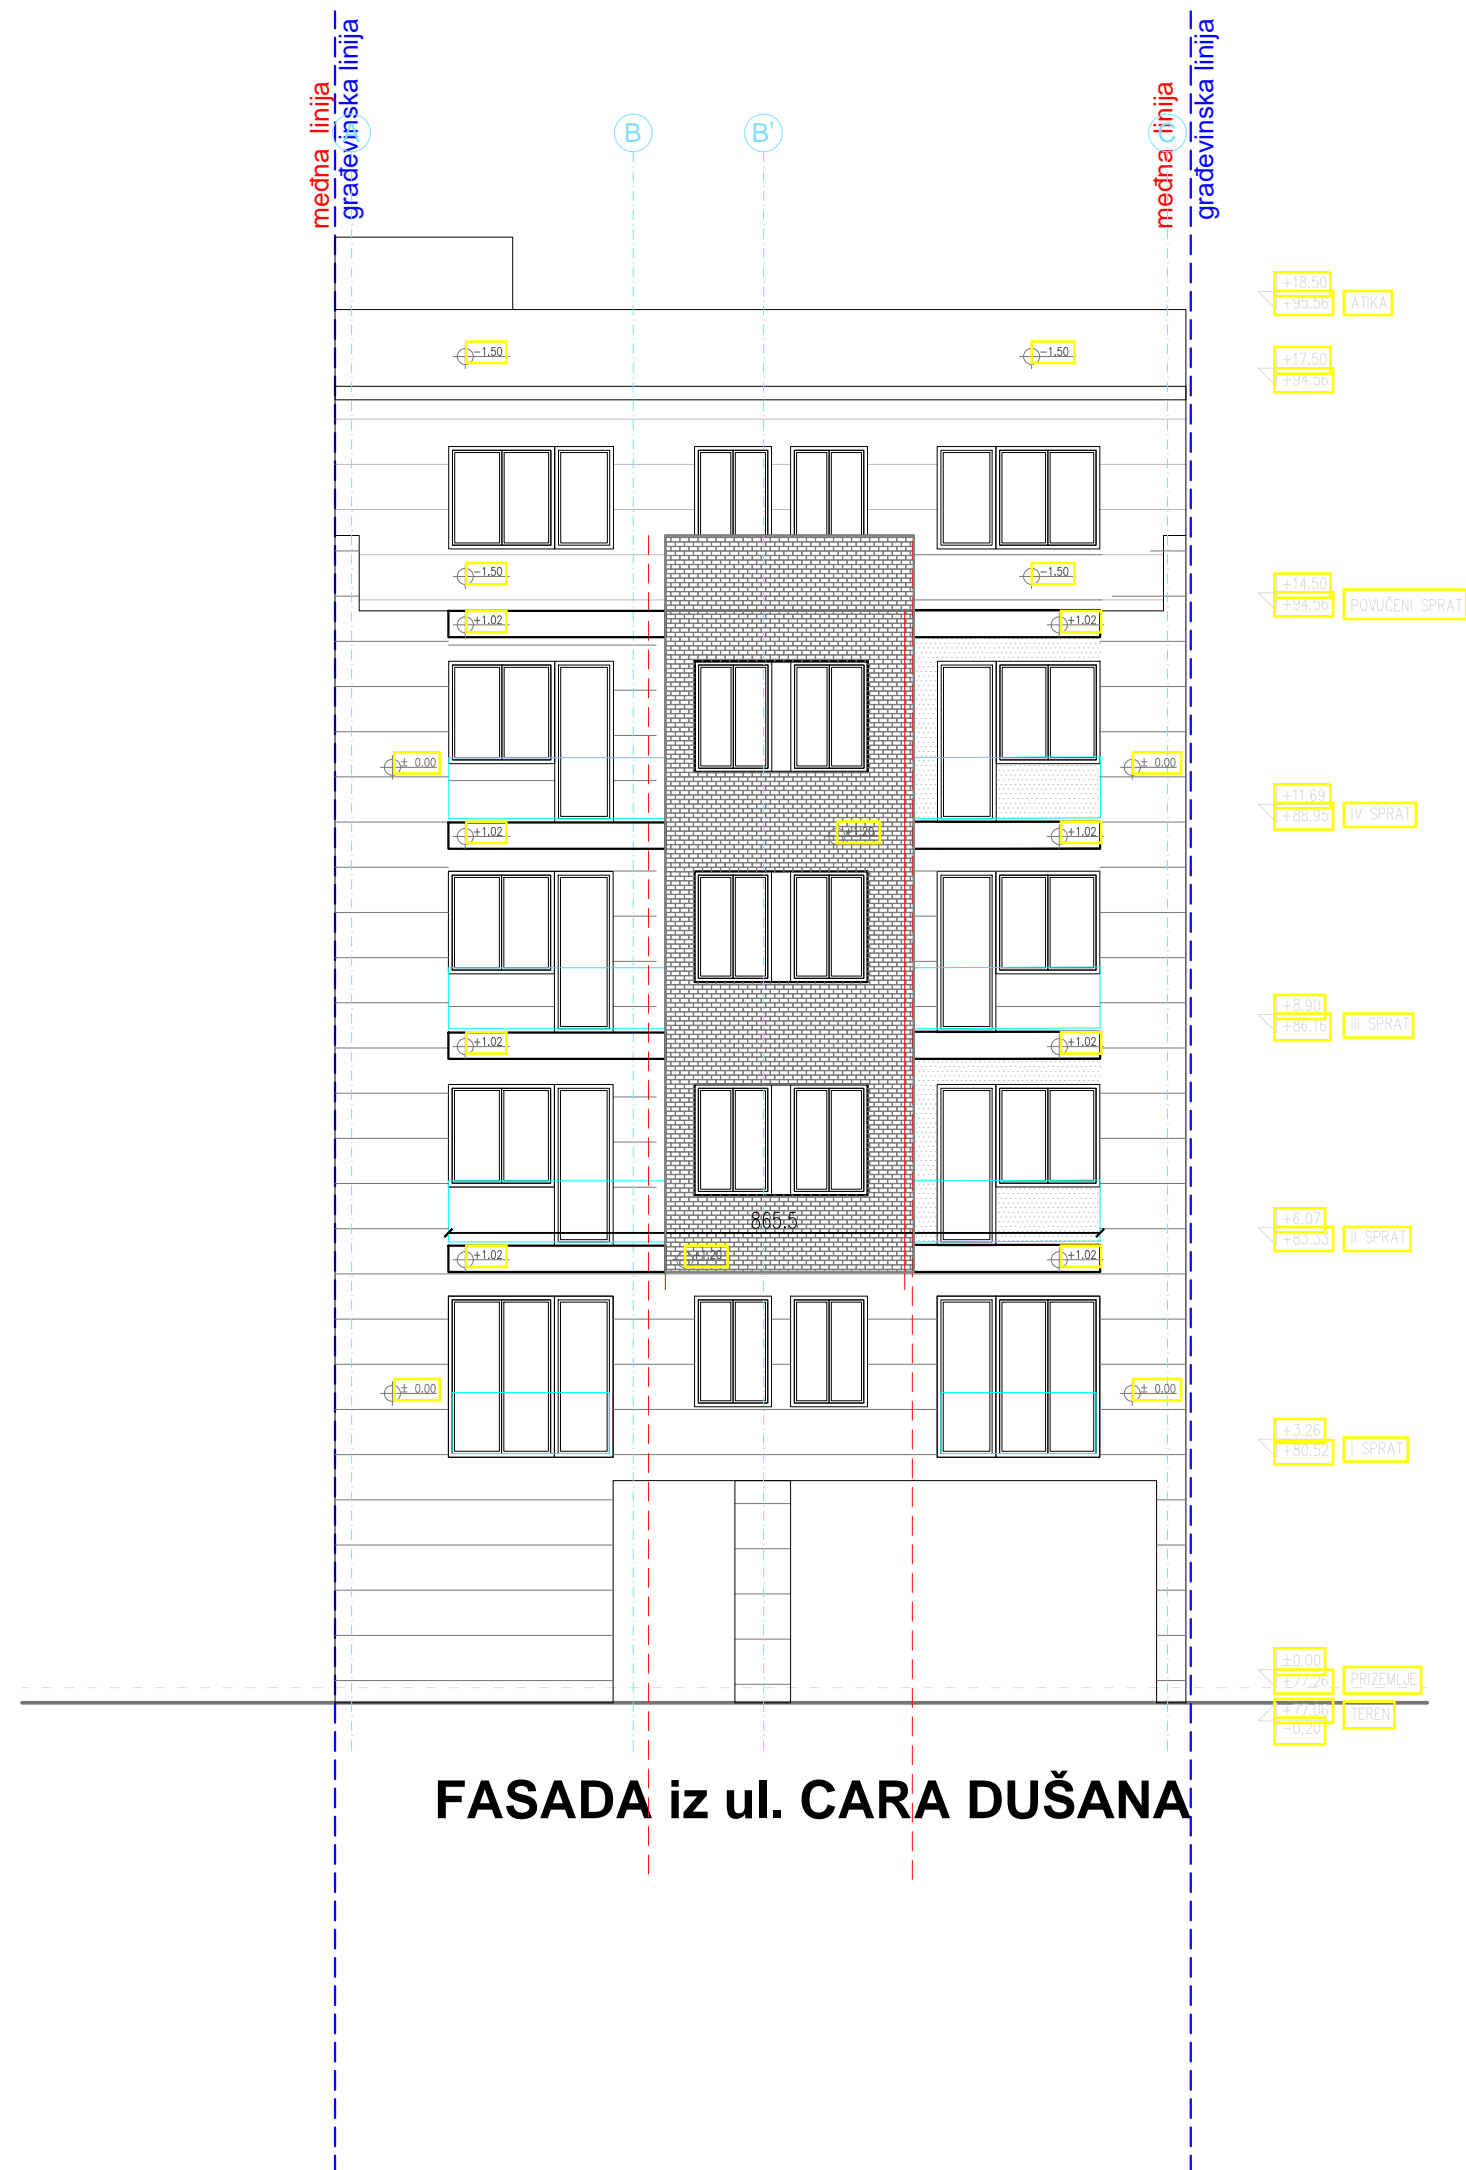 međna linija
građevinska linija
međna linija
građevinska linija
A
B
B'
C
+18.50
+95.56 ATIKA
-1.50
-1.50
+17.50
+94.56
-1.50
-1.50
+14.50
+94.56 POVUČENI SPRAT
+1.02
+1.02
± 0.00
± 0.00
+11.69
+88.95 IV SPRAT
+1.02
+1.20
+1.02
+8.90
+86.16 III SPRAT
+1.02
+1.02
865.5
+6.07
+83.33 II SPRAT
+1.02
+1.20
+1.02
± 0.00
± 0.00
+3.26
+80.52 I SPRAT
±0.00
+77.26 PRIZEMLJE
+77.06 TEREN
-0,20
FASADA iz ul. CARA DUŠANA